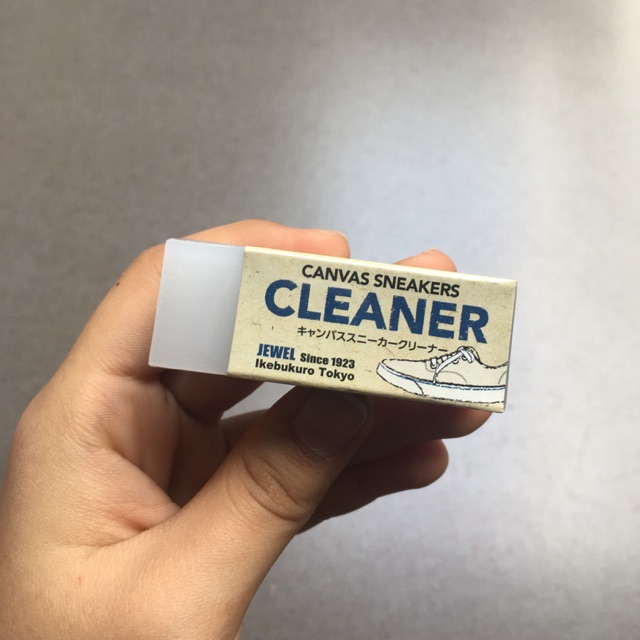 CANVAS SNEAKERS
CLEANER
キャンバススニーカークリーナー
JEWEL Since 1923
Ikebukuro Tokyo